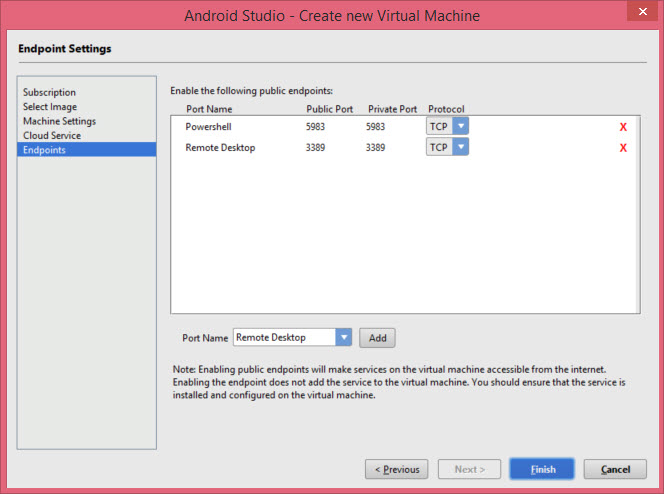 Android Studio - Create new Virtual Machine
x
Endpoint Settings
Subscription
Select Image
Machine Settings
Cloud Service
Endpoints
Enable the following public endpoints:
Port Name Public Port Private Port Protocol
Powershell 5983 5983 TCP X
Remote Desktop 3389 3389 TCP X
Port Name Remote Desktop Add
Note: Enabling public endpoints will make services on the virtual machine accessible from the internet.
Enabling the endpoint does not add the service to the virtual machine. You should ensure that the service is
installed and configured on the virtual machine.
< Previous Next > Finish Cancel